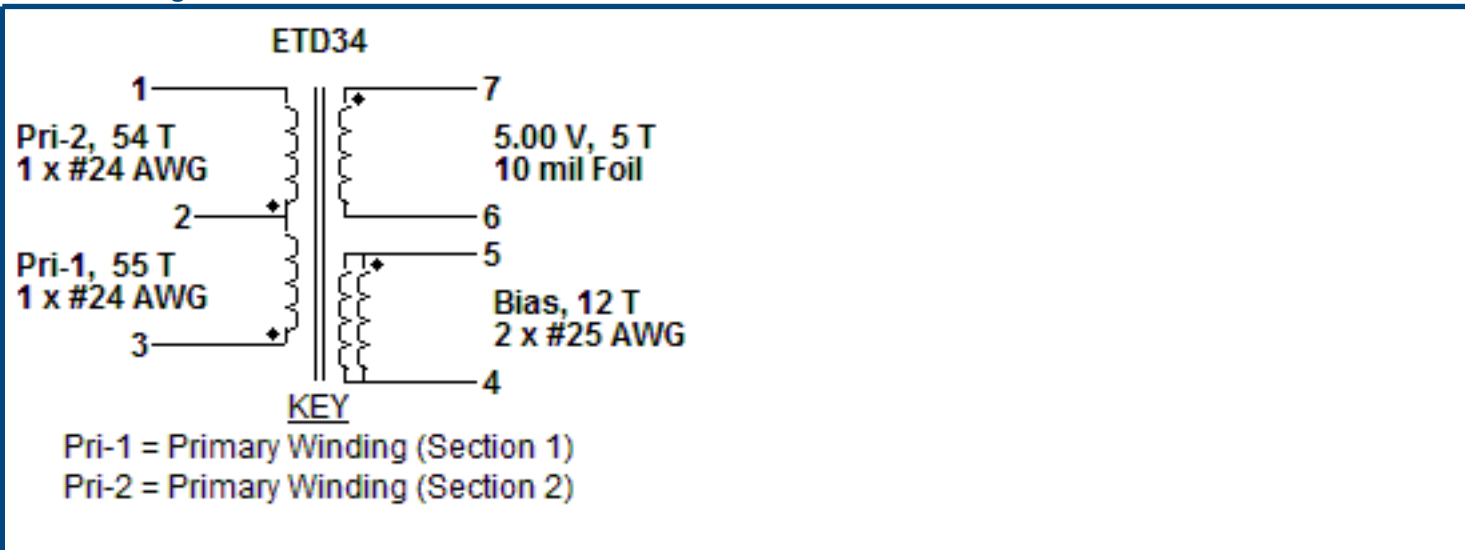 ETD34
1
7
Pri-2, 54 T
1 x #24 AWG
5.00 V, 5 T
10 mil Foil
2
6
5
Pri-1, 55 T
1 x #24 AWG
Bias, 12 T
2 x #25 AWG
3
4
KEY
Pri-1 = Primary Winding (Section 1)
Pri-2 = Primary Winding (Section 2)